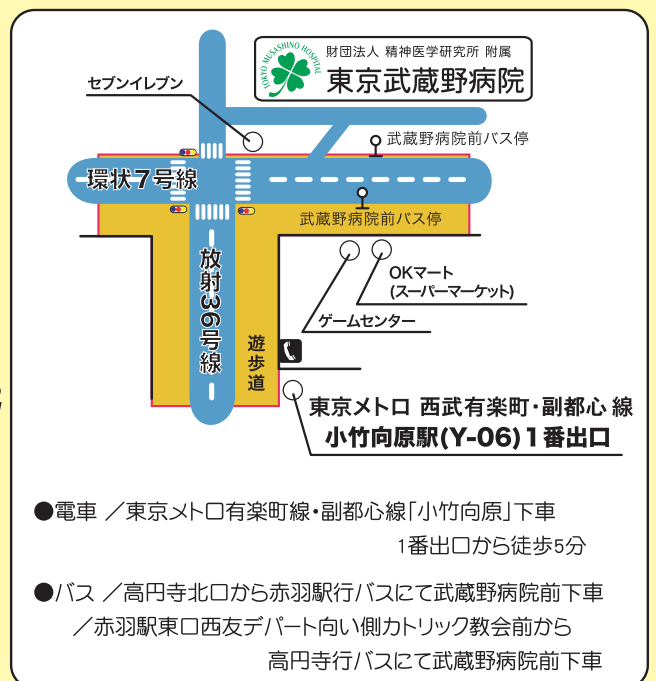 TOKYO MUSASHINO HOSPITAL
財団法人 精神医学研究所 附属
東京武蔵野病院
セブンイレブン
武蔵野病院前バス停
環状7号線
武蔵野病院前バス停
放射36号線
OKマート
(スーパーマーケット)
ゲームセンター
遊歩道
東京メトロ 西武有楽町・副都心 線
小竹向原駅(Y-06)1番出口
●電車 /東京メトロ有楽町線・副都心線「小竹向原」下車
1番出口から徒歩5分
●バス /高円寺北口から赤羽駅行バスにて武蔵野病院前下車
/赤羽駅東口西友デパート向い側カトリック教会前から
高円寺行バスにて武蔵野病院前下車